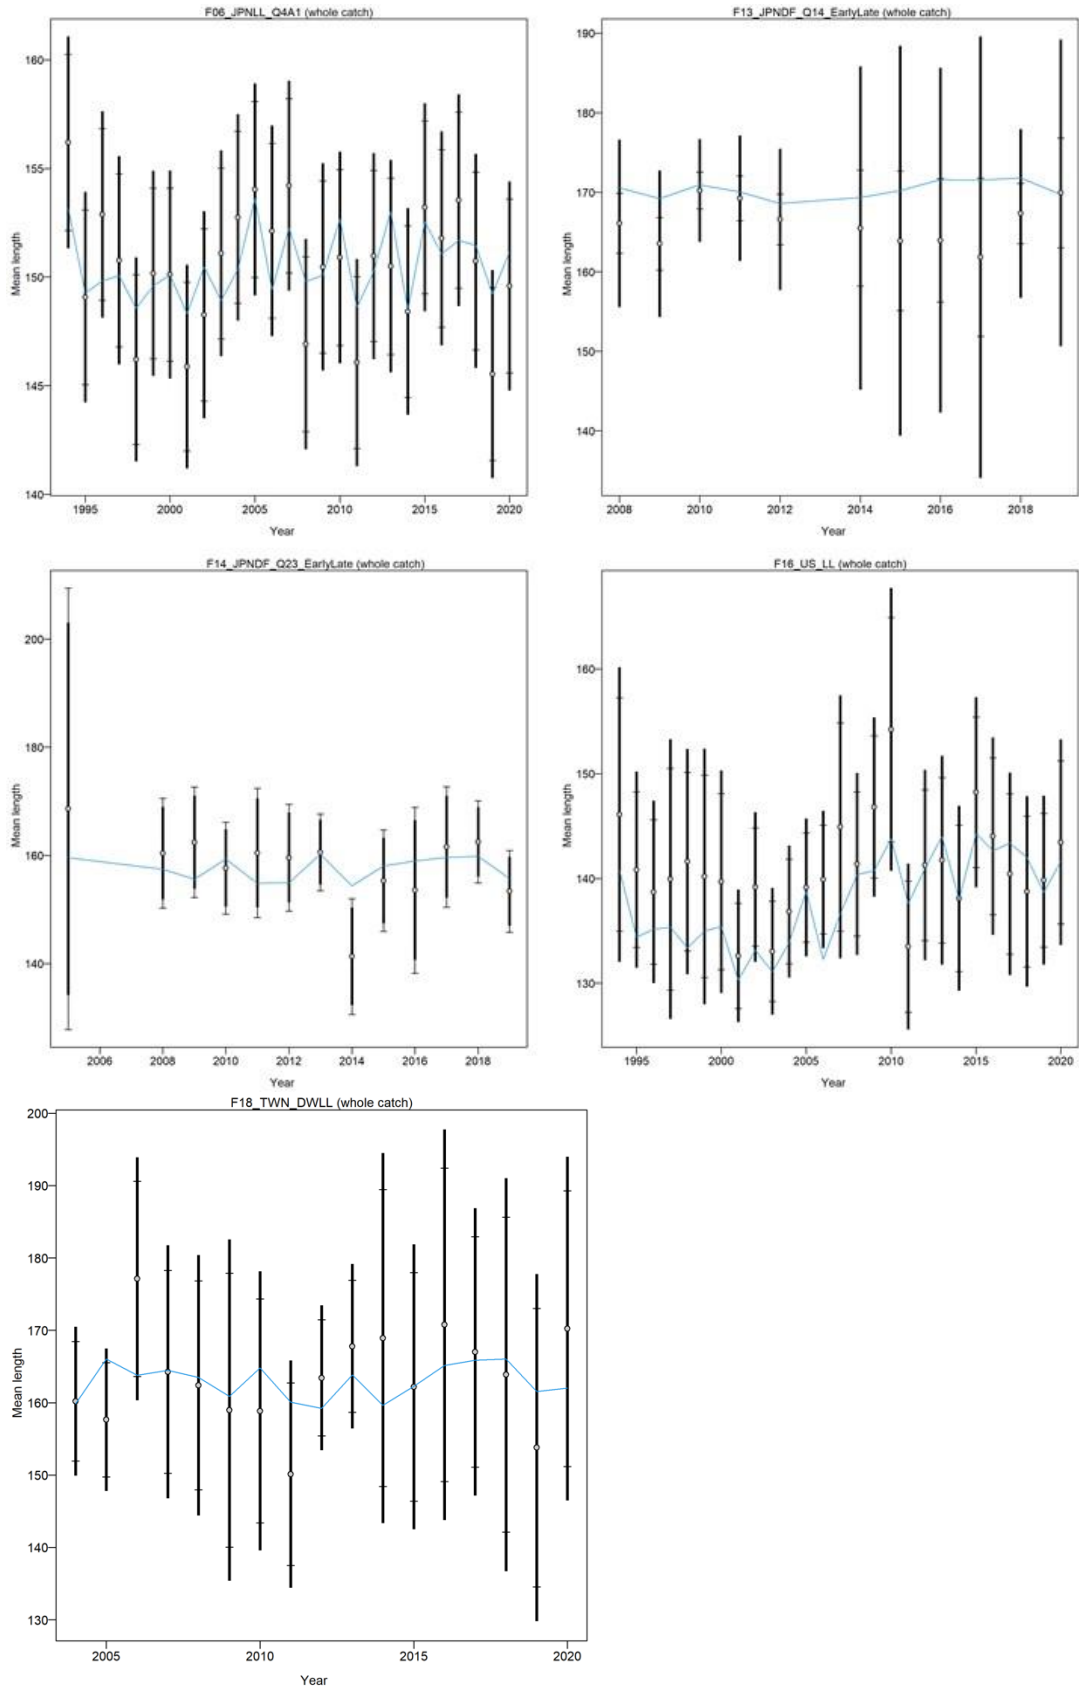 F06_JPNLL_Q4A1 (whole catch)
160
155
150
145
140
Mean length
1995 2000 2005 2010 2015 2020
Year
F13_JPNDF_Q14_EarlyLate (whole catch)
190
180
170
160
150
140
Mean length
2008 2010 2012 2014 2016 2018
Year
F14_JPNDF_Q23_EarlyLate (whole catch)
200
180
160
140
Mean length
2006 2008 2010 2012 2014 2016 2018
Year
F16_US_LL (whole catch)
160
150
140
130
Mean length
1995 2000 2005 2010 2015 2020
Year
F18_TWN_DWLL (whole catch)
200
190
180
170
160
150
140
130
Mean length
2005 2010 2015 2020
Year